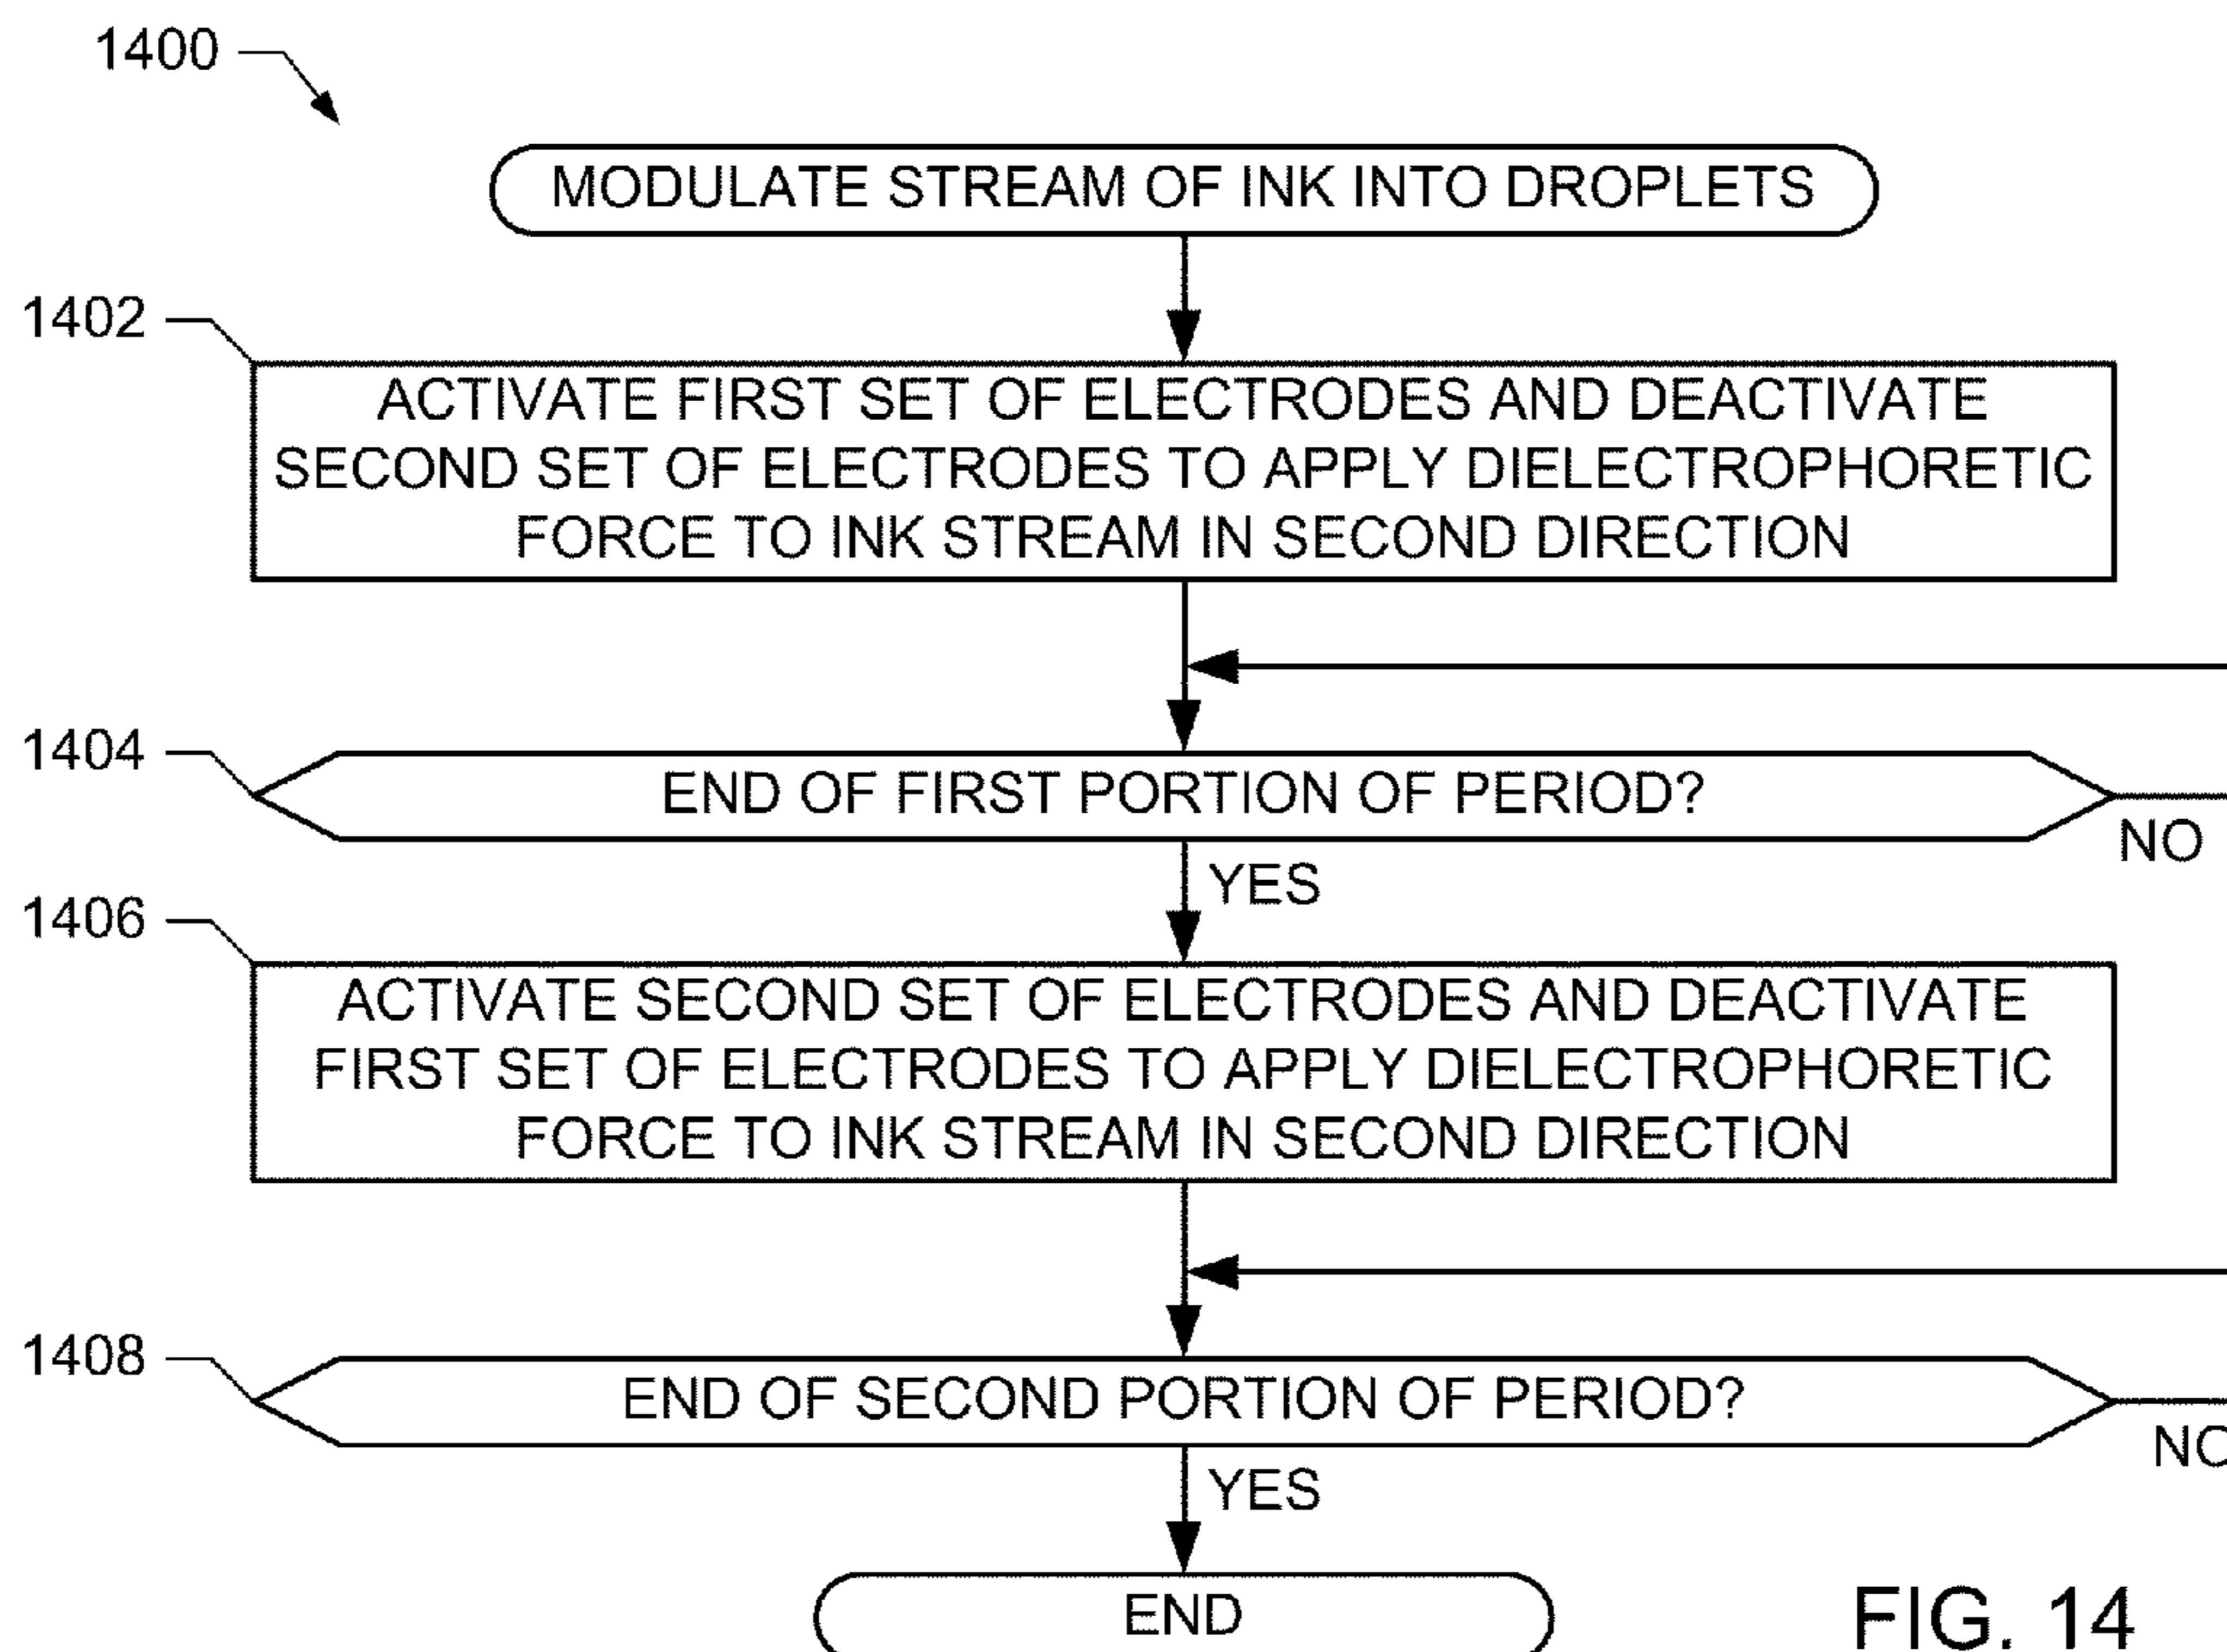 1400
MODULATE STREAM OF INK INTO DROPLETS
1402
ACTIVATE FIRST SET OF ELECTRODES AND DEACTIVATE
SECOND SET OF ELECTRODES TO APPLY DIELECTROPHORETIC
FORCE TO INK STREAM IN SECOND DIRECTION
1404
END OF FIRST PORTION OF PERIOD?
NO
YES
1406
ACTIVATE SECOND SET OF ELECTRODES AND DEACTIVATE
FIRST SET OF ELECTRODES TO APPLY DIELECTROPHORETIC
FORCE TO INK STREAM IN SECOND DIRECTION
1408
END OF SECOND PORTION OF PERIOD?
NO
YES
END
FIG. 14